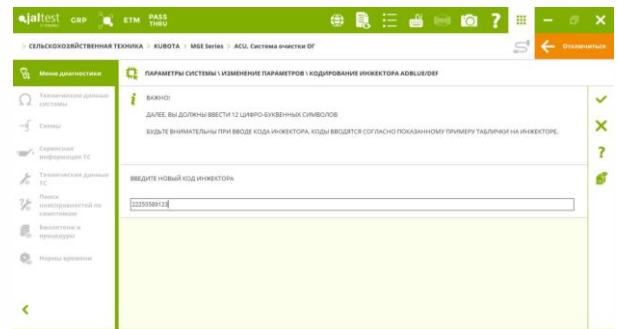 jaltest GRP ETM PASS THRU
СЕЛЬСКОХОЗЯЙСТВЕННАЯ ТЕХНИКА > KUBOTA > MGE Series > ACU, Система очистки ОГ
Отключиться
Меню диагностики
ПАРАМЕТРЫ СИСТЕМЫ \ ИЗМЕНЕНИЕ ПАРАМЕТРОВ \ КОДИРОВАНИЕ ИНЖЕКТОРА ADBLUE/DEF
Технические данные системы
Схемы
Сервисная информация ТС
Технические данные ТС
Поиск неисправностей по симптомам
Бюллетени и процедуры
Нормы времени
ВАЖНО!
ДАЛЕЕ, ВЫ ДОЛЖНЫ ВВЕСТИ 12 ЦИФРО-БУКВЕННЫХ СИМВОЛОВ
БУДЬТЕ ВНИМАТЕЛЬНЫ ПРИ ВВОДЕ КОДА ИНЖЕКТОРА, КОДЫ ВВОДЯТСЯ СОГЛАСНО ПОКАЗАННОМУ ПРИМЕРУ ТАБЛИЧКИ НА ИНЖЕКТОРЕ.
ВВЕДИТЕ НОВЫЙ КОД ИНЖЕКТОРА